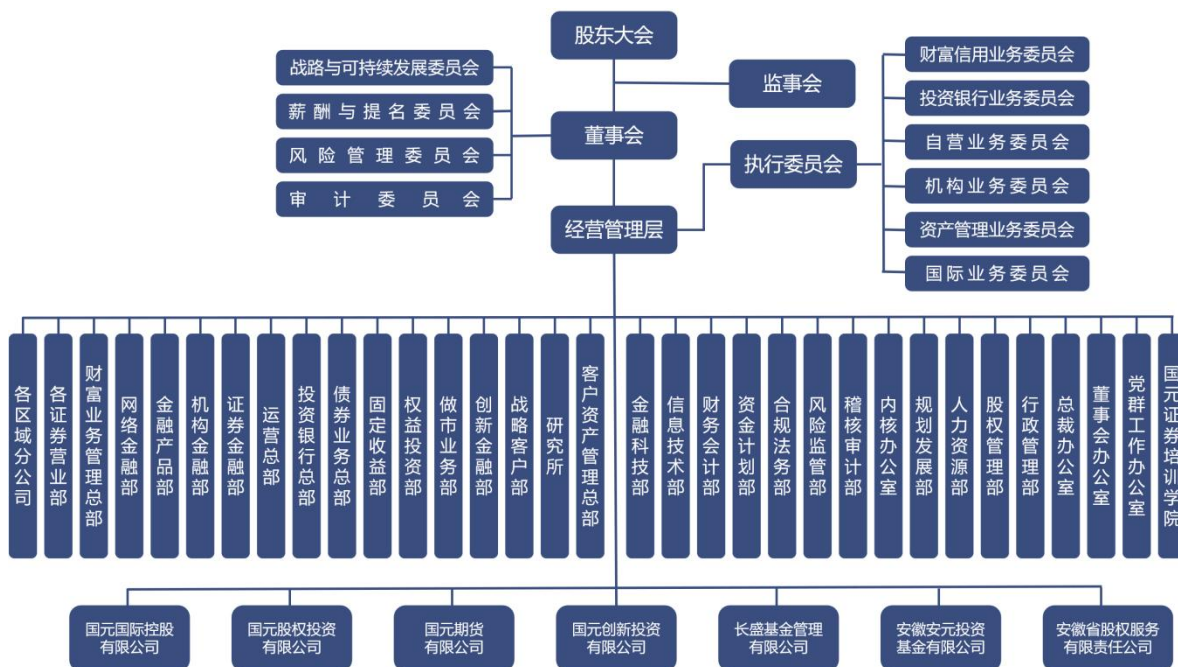 股东大会
战略与可持续发展委员会
薪酬与提名委员会
风险管理委员会
审计委员会
监事会
董事会
执行委员会
经营管理层
财富信用业务委员会
投资银行业务委员会
自营业务委员会
机构业务委员会
资产管理业务委员会
国际业务委员会
各区域分公司
各证券营业部
财富业务管理总部
网络金融部
金融产品部
机构金融部
证券金融部
运营总部
投资银行总部
债券业务总部
固定收益部
权益投资部
做市业务部
创新金融部
战略客户部
研究所
客户资产管理总部
金融科技部
信息技术部
财务会计部
资金计划部
合规法务部
风险监管部
稽核审计部
内核办公室
规划发展部
人力资源部
股权管理部
行政管理部
总裁办公室
董事会办公室
党群工作办公室
国元证券培训学院
国元国际控股
有限公司
国元股权投资
有限公司
国元期货
有限公司
国元创新投资
有限公司
长盛基金管理
有限公司
安徽安元投资
基金有限公司
安徽省股权服务
有限责任公司